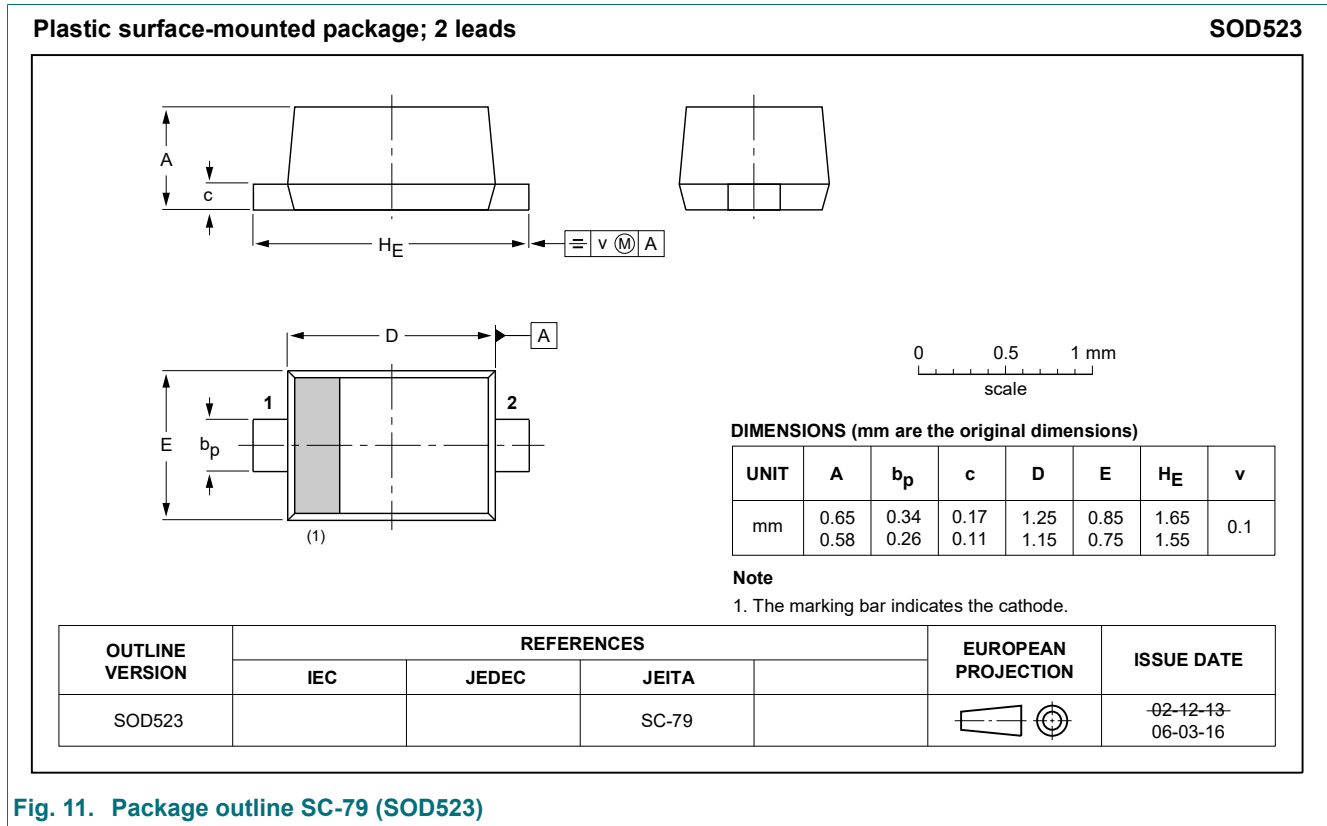 Plastic surface-mounted package; 2 leads SOD523
A
c
HE
v M A
D
A
E
bp
1
2
(1)
0 0.5 1 mm
scale
DIMENSIONS (mm are the original dimensions)
UNIT A bp c D E HE v
mm 0.65 0.34 0.17 1.25 0.85 1.65 0.1
0.58 0.26 0.11 1.15 0.75 1.55
Note
1. The marking bar indicates the cathode.
OUTLINE VERSION REFERENCES EUROPEAN PROJECTION ISSUE DATE
IEC JEDEC JEITA
SOD523 SC-79 02-12-13
06-03-16
Fig. 11. Package outline SC-79 (SOD523)